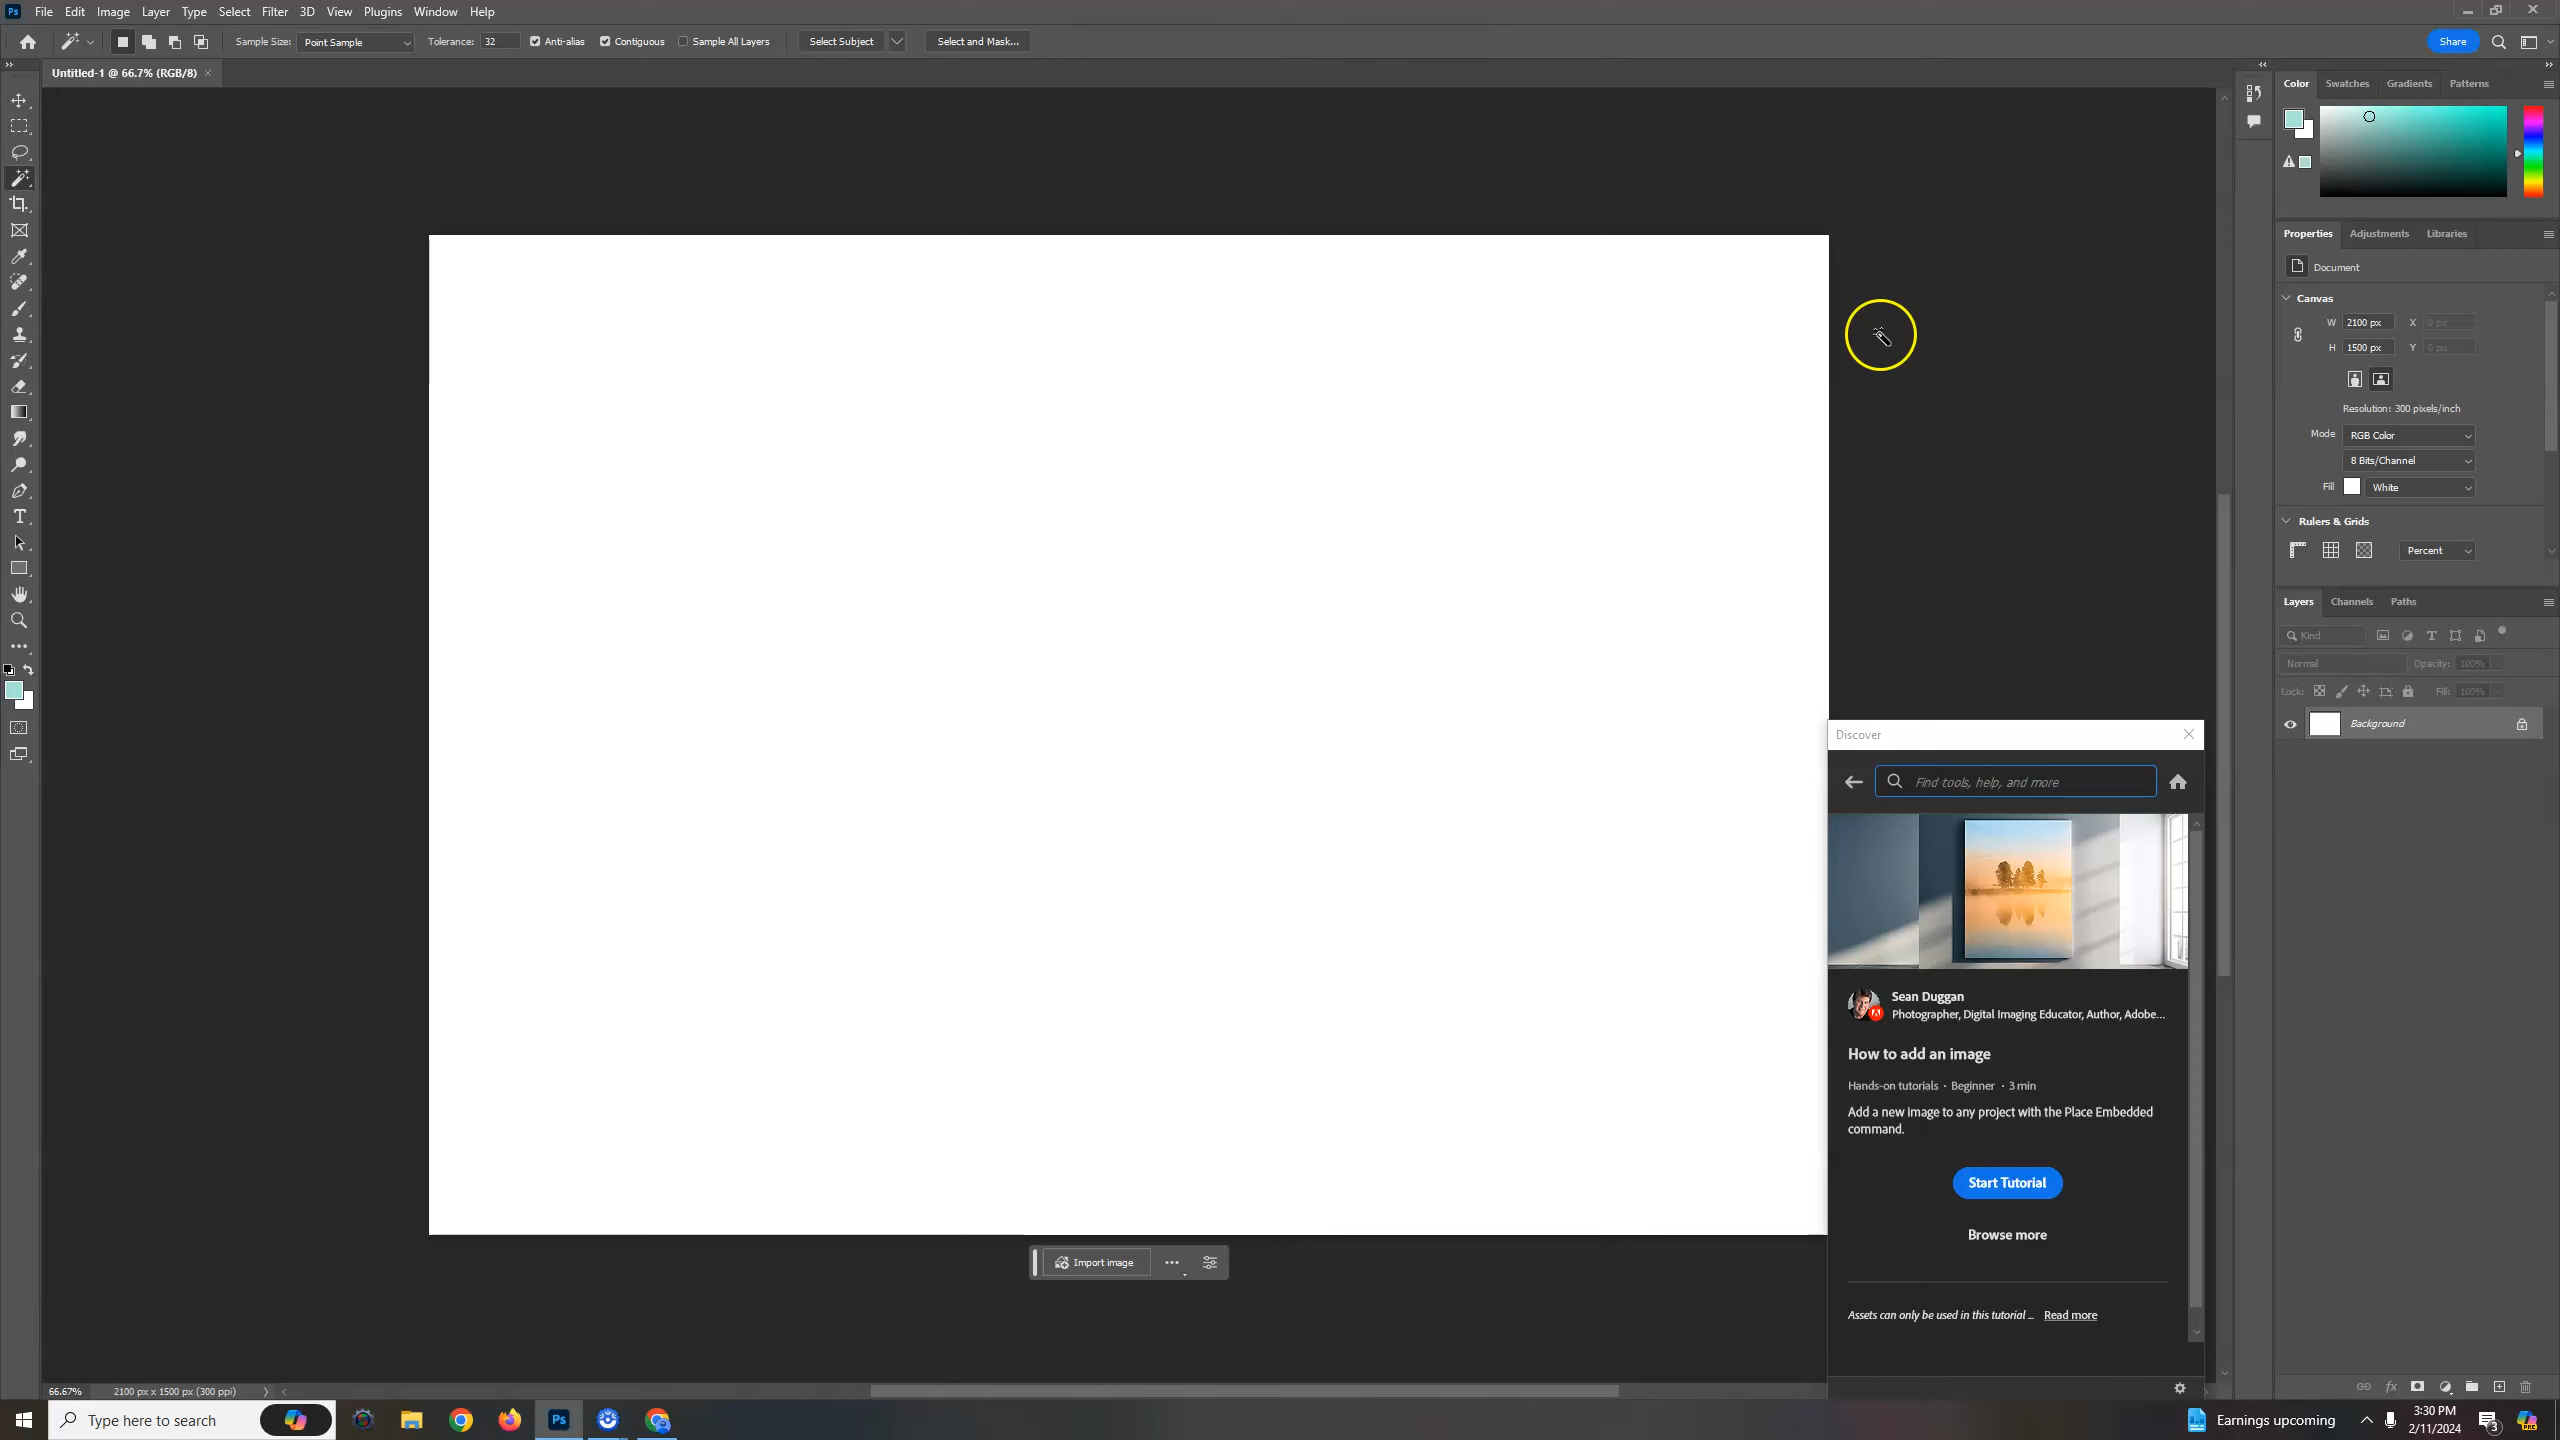 Ps File Edit Image Layer Type Select Filter 3D View Plugins Window Help
Sample Size: Point Sample Tolerance: 32 Anti-alias Contiguous Sample All Layers Select Subject Select and Mask... Share
Untitled-1 @ 66.7% (RGB/8) ×
Color Swatches Gradients Patterns
Properties Adjustments Libraries
Document
Canvas
W 2100 px X 0 px
H 1500 px Y 0 px
Resolution: 300 pixels/inch
Mode RGB Color
8 Bits/Channel
Fill White
Rulers & Grids
Percent
Layers Channels Paths
Kind
Normal Opacity: 100%
Lock: Fill: 100%
Background
Discover
Find tools, help, and more
Sean Duggan
Photographer, Digital Imaging Educator, Author, Adobe...
How to add an image
Hands-on tutorials • Beginner • 3 min
Add a new image to any project with the Place Embedded
command.
Start Tutorial
Browse more
Import image
Assets can only be used in this tutorial ... Read more
66.67% 2100 px x 1500 px (300 ppi)
Type here to search
Ps
Earnings upcoming
3:30 PM
2/11/2024
3